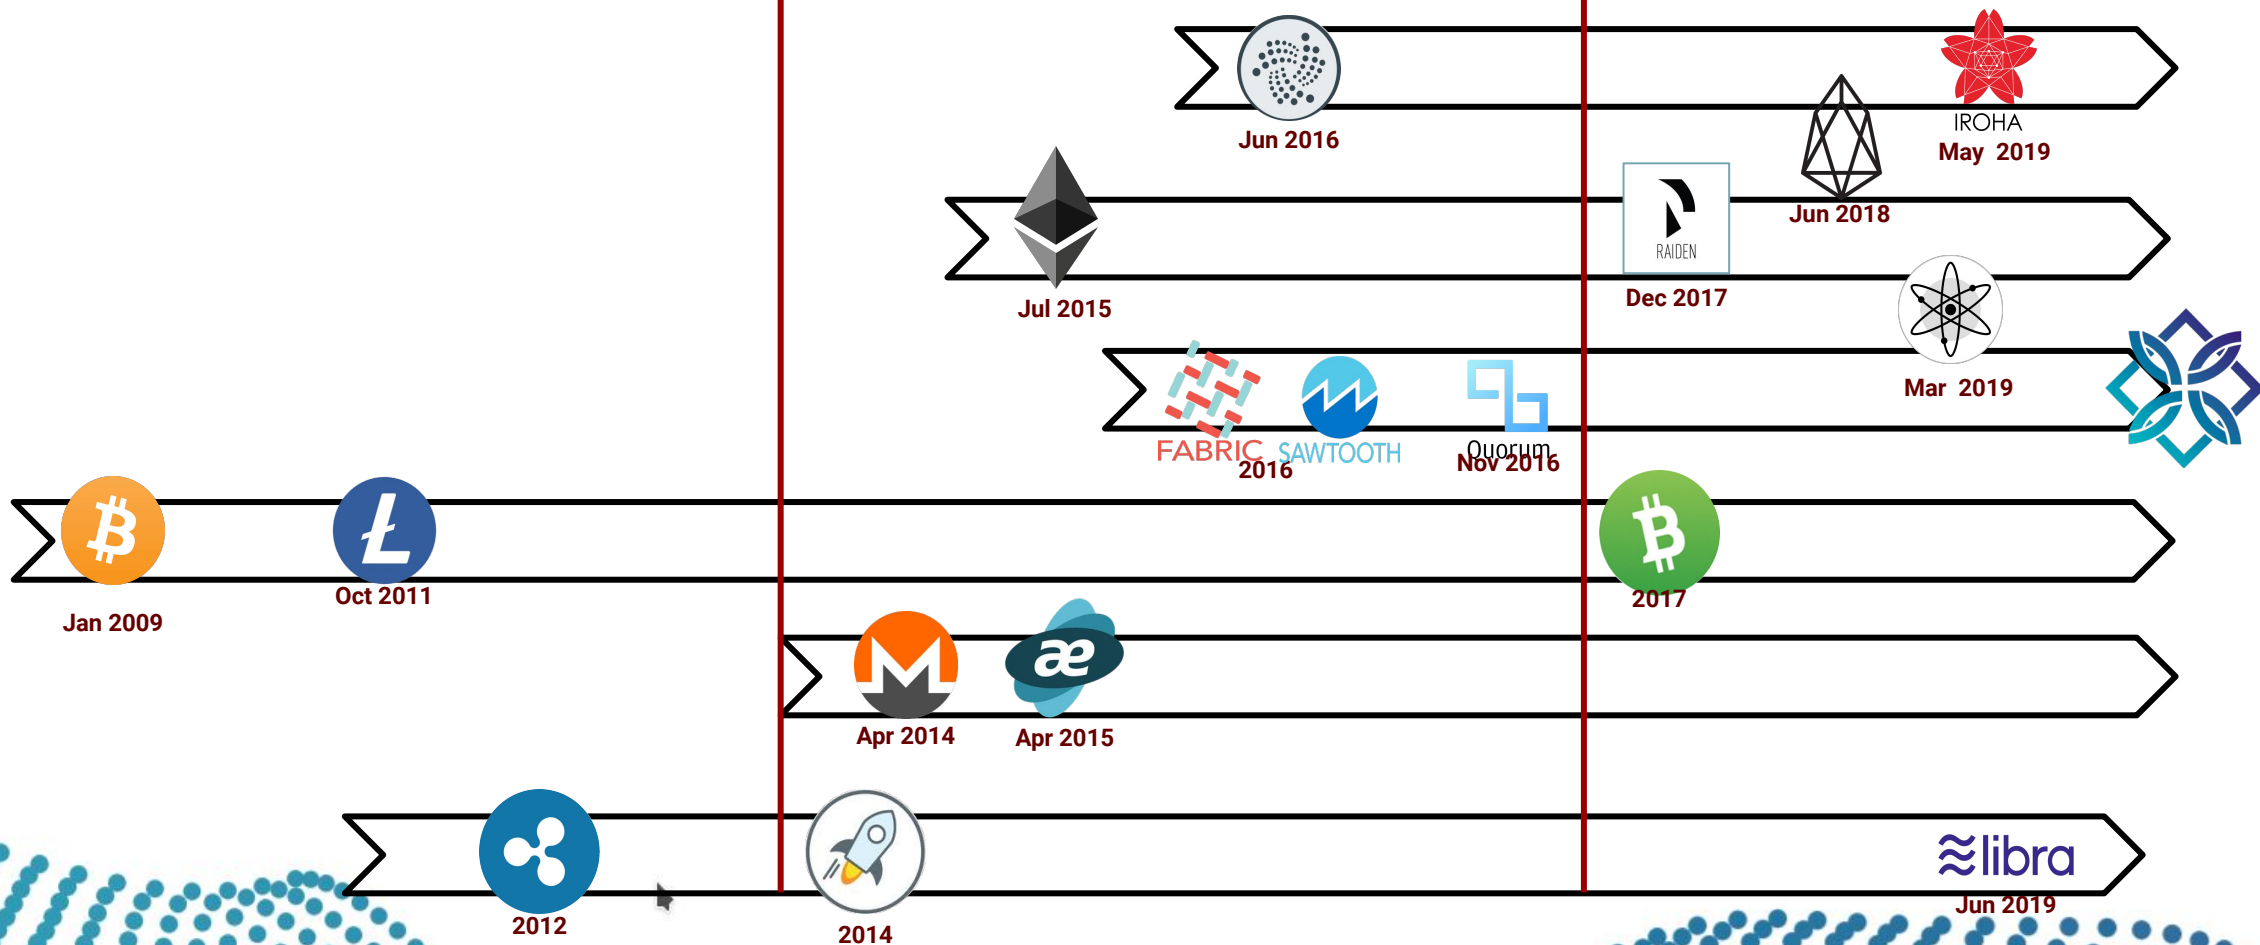 IROHA
Jun 2016
May 2019
Jun 2018
RAIDEN
Jul 2015
Dec 2017
Mar 2019
FABRIC
SAWTOOTH
Quorum
2016
Nov 2016
Oct 2011
2017
Jan 2009
æ
Apr 2014
Apr 2015
libra
Jun 2019
2012
2014